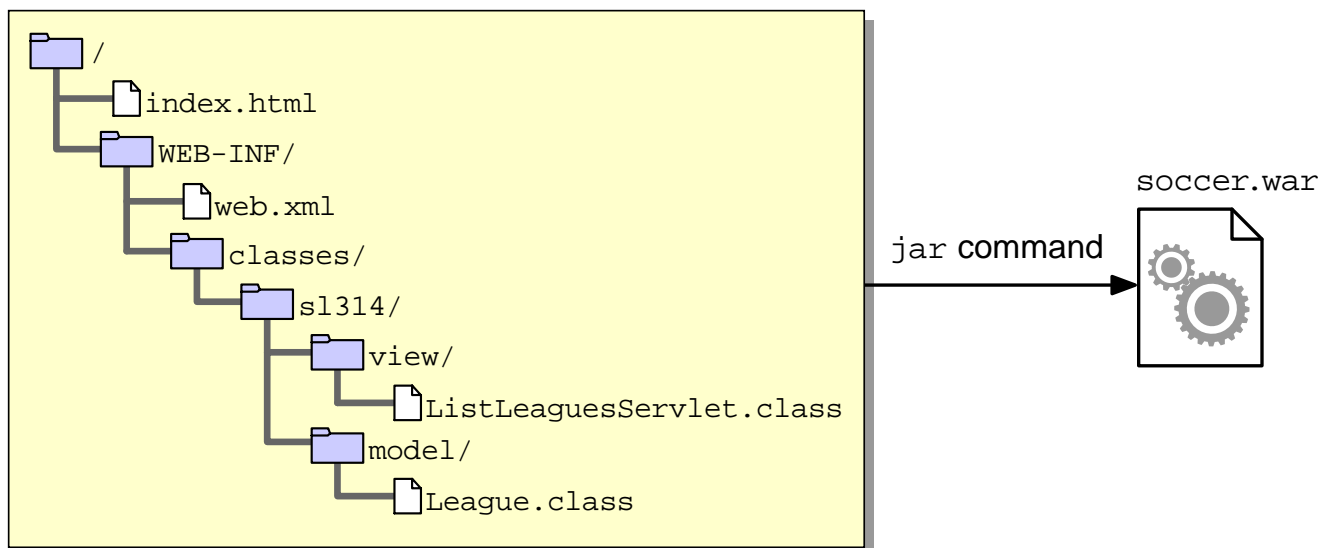 /
index.html
WEB-INF/
web.xml
classes/
sl314/
view/
ListLeaguesServlet.class
model/
League.class
jar command
soccer.war